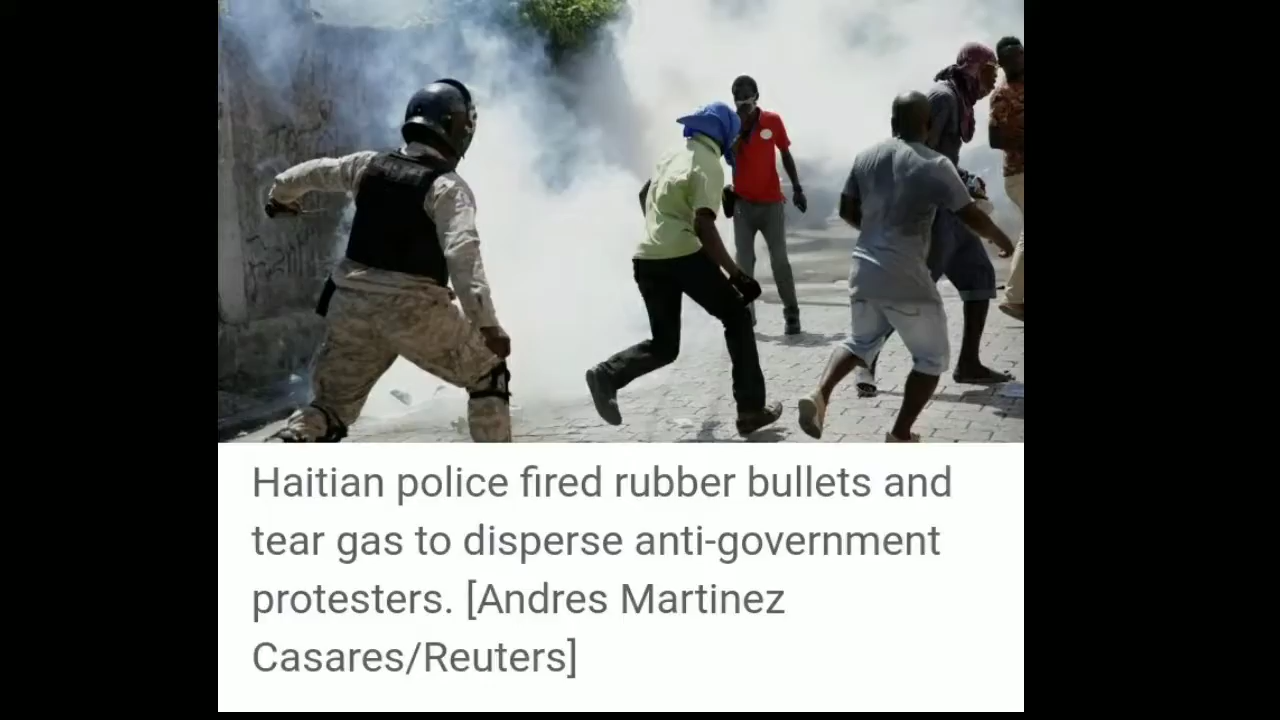 Haitian police fired rubber bullets and
tear gas to disperse anti-government
protesters. [Andres Martinez
Casares/Reuters]